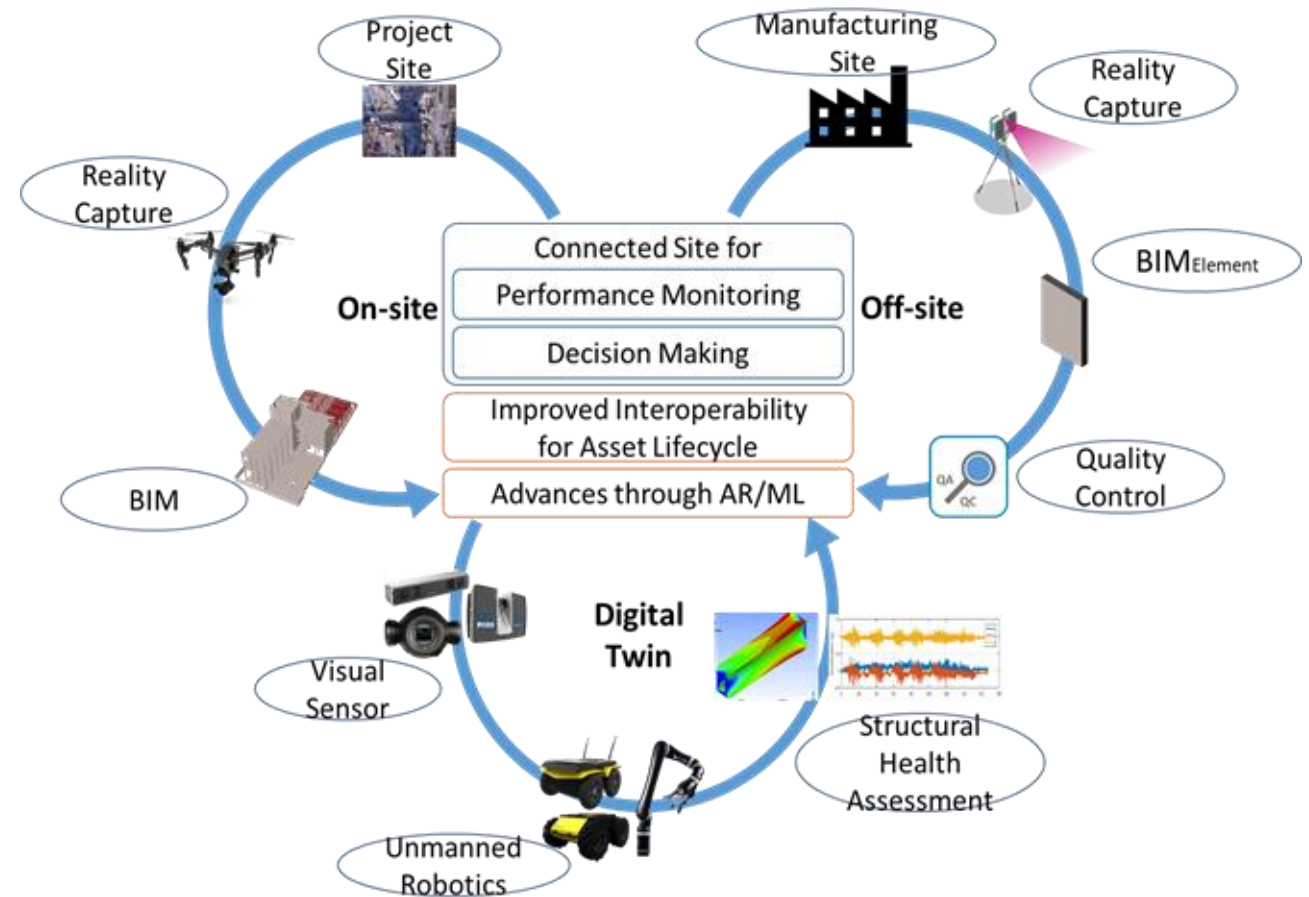 Project
Site
Manufacturing
Site
Reality
Capture
Reality
Capture
Connected Site for
Performance Monitoring
Decision Making
On-site
Off-site
BIMElement
Improved Interoperability
for Asset Lifecycle
Advances through AR/ML
BIM
QA
QC
Quality
Control
Digital
Twin
Visual
Sensor
Structural
Health
Assessment
Unmanned
Robotics